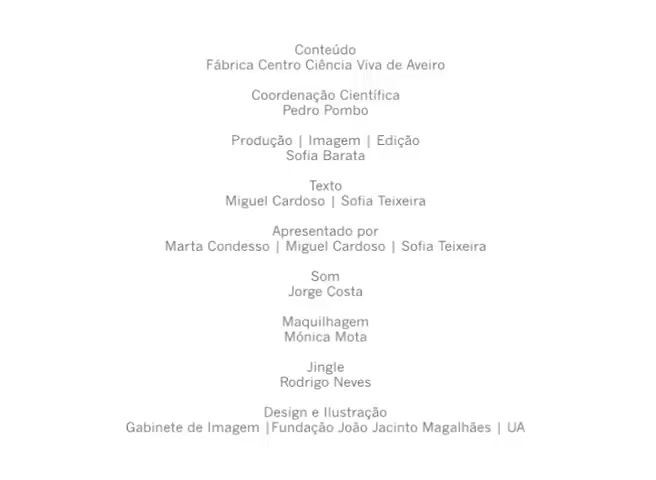 Conteúdo
Fábrica Centro Ciência Viva de Aveiro
Coordenação Científica
Pedro Pombo
Produção | Imagem | Edição
Sofia Barata
Texto
Miguel Cardoso | Sofia Teixeira
Apresentado por
Marta Condesso | Miguel Cardoso | Sofia Teixeira
Som
Jorge Costa
Maquilhagem
Mónica Mota
Jingle
Rodrigo Neves
Design e Ilustração
Gabinete de Imagem |Fundação João Jacinto Magalhães | UA